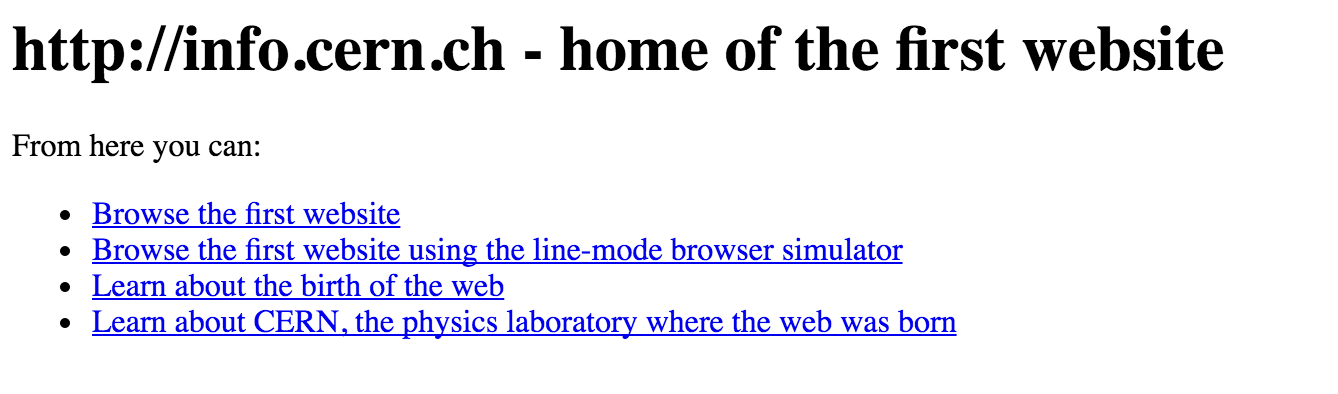 http://info.cern.ch - home of the first website
From here you can:
Browse the first website
Browse the first website using the line-mode browser simulator
Learn about the birth of the web
Learn about CERN, the physics laboratory where the web was born